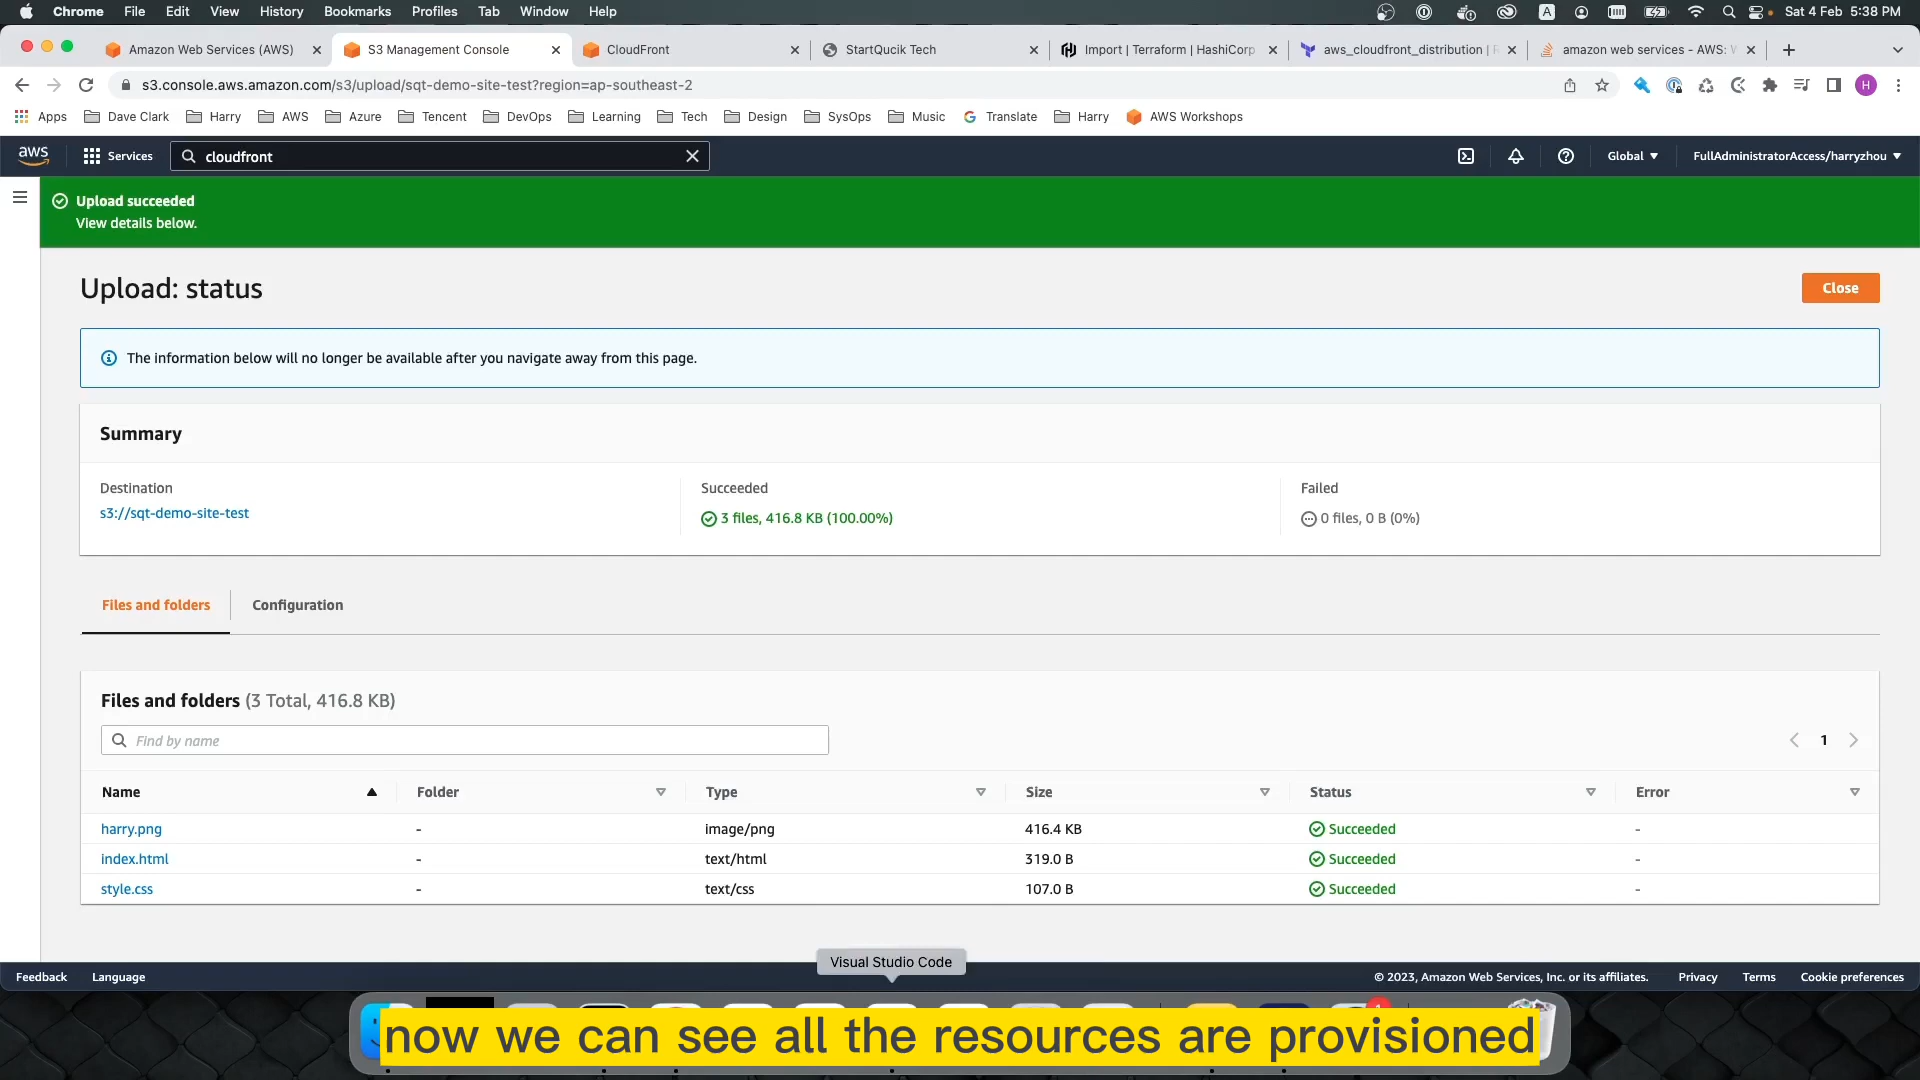 Chrome File Edit View History Bookmarks Profiles Tab Window Help A Sat 4 Feb 5:38 PM
Amazon Web Services (AWS) S3 Management Console CloudFront StartQucik Tech Import | Terraform | HashiCorp aws_cloudfront_distribution | R amazon web services - AWS: W
s3.console.aws.amazon.com/s3/upload/sqt-demo-site-test?region=ap-southeast-2 H
Apps Dave Clark Harry AWS Azure Tencent DevOps Learning Tech Design SysOps Music Translate Harry AWS Workshops
aws Services cloudfront Global FullAdministratorAccess/harryzhou
Upload succeeded
View details below.
Upload: status
Close
The information below will no longer be available after you navigate away from this page.
Summary
Destination Succeeded Failed
s3://sqt-demo-site-test 3 files, 416.8 KB (100.00%) 0 files, 0 B (0%)
Files and folders Configuration
Files and folders (3 Total, 416.8 KB)
Find by name
1
Name Folder Type Size Status Error
harry.png - image/png 416.4 KB Succeeded -
index.html - text/html 319.0 B Succeeded -
style.css - text/css 107.0 B Succeeded -
Visual Studio Code
Feedback Language © 2023, Amazon Web Services, Inc. or its affiliates. Privacy Terms Cookie preferences
now we can see all the resources are provisioned